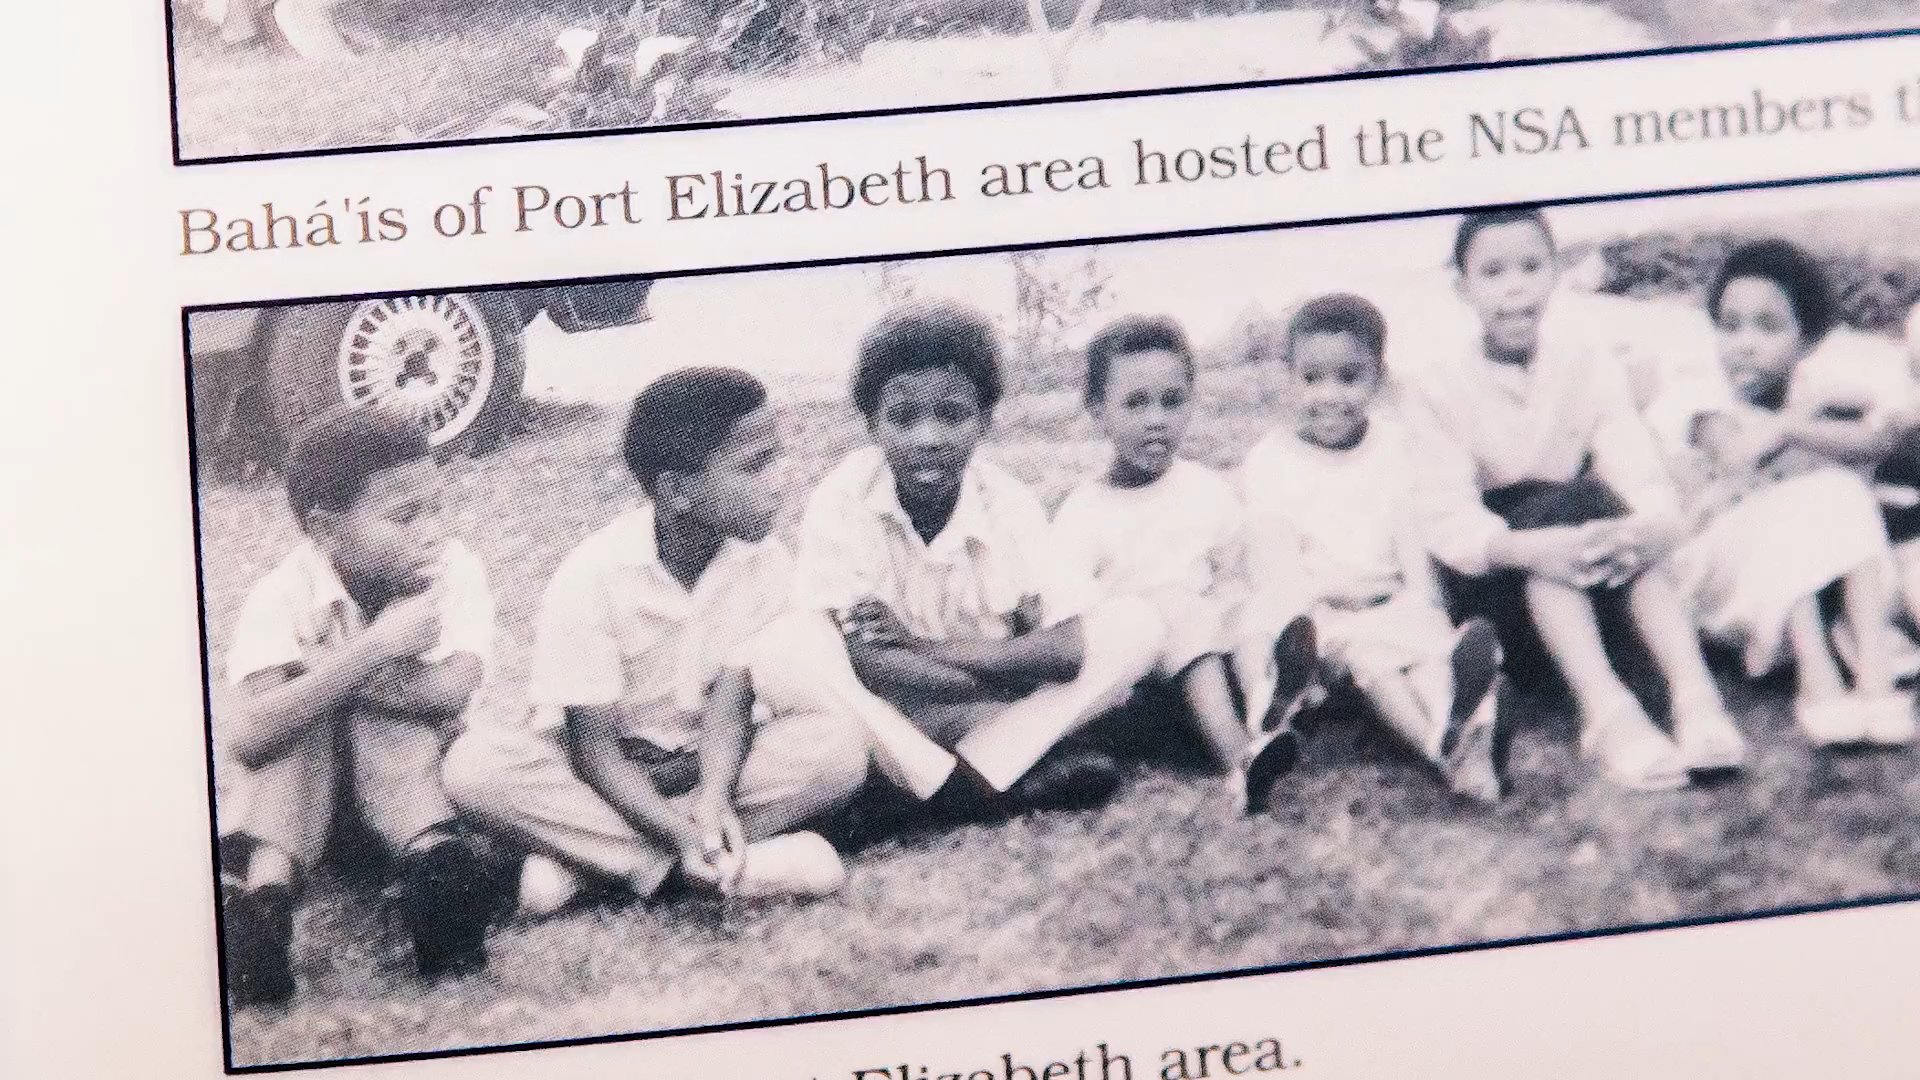 Bahá'ís of Port Elizabeth area hosted the NSA members
Elizabeth area.